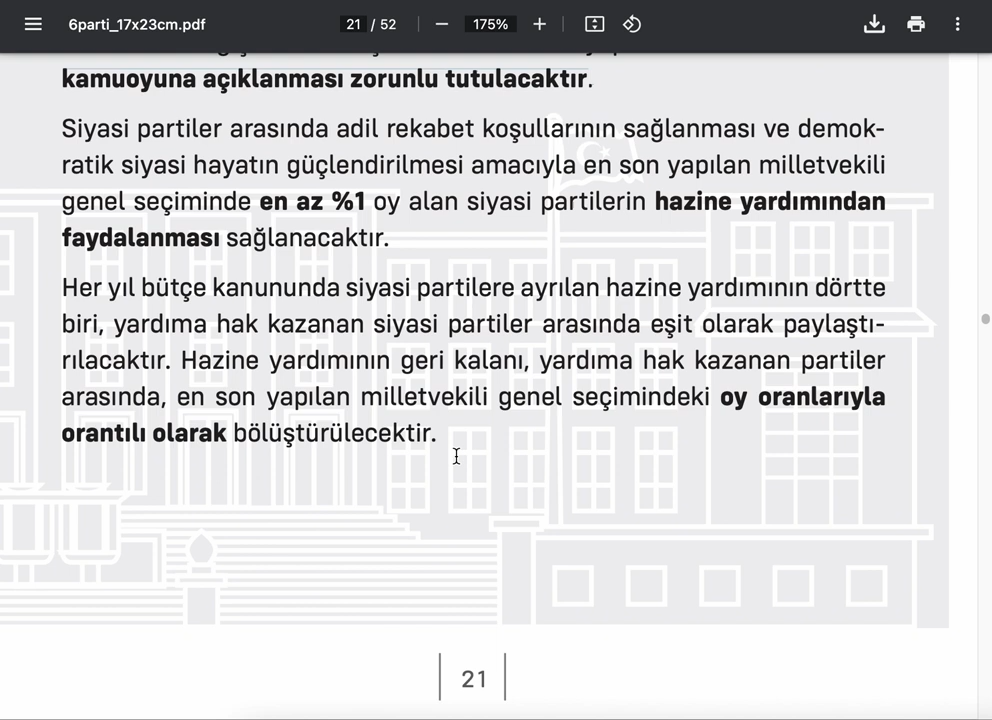 6parti_17x23cm.pdf
21 / 52
175%
kamuoyuna açıklanması zorunlu tutulacaktır.
Siyasi partiler arasında adil rekabet koşullarının sağlanması ve demok-
ratik siyasi hayatın güçlendirilmesi amacıyla en son yapılan milletvekili
genel seçiminde en az %1 oy alan siyasi partilerin hazine yardımından
faydalanması sağlanacaktır.
Her yıl bütçe kanununda siyasi partilere ayrılan hazine yardımının dörtte
biri, yardıma hak kazanan siyasi partiler arasında eşit olarak paylaştı-
rılacaktır. Hazine yardımının geri kalanı, yardıma hak kazanan partiler
arasında, en son yapılan milletvekili genel seçimindeki oy oranlarıyla
orantılı olarak bölüştürülecektir.
21